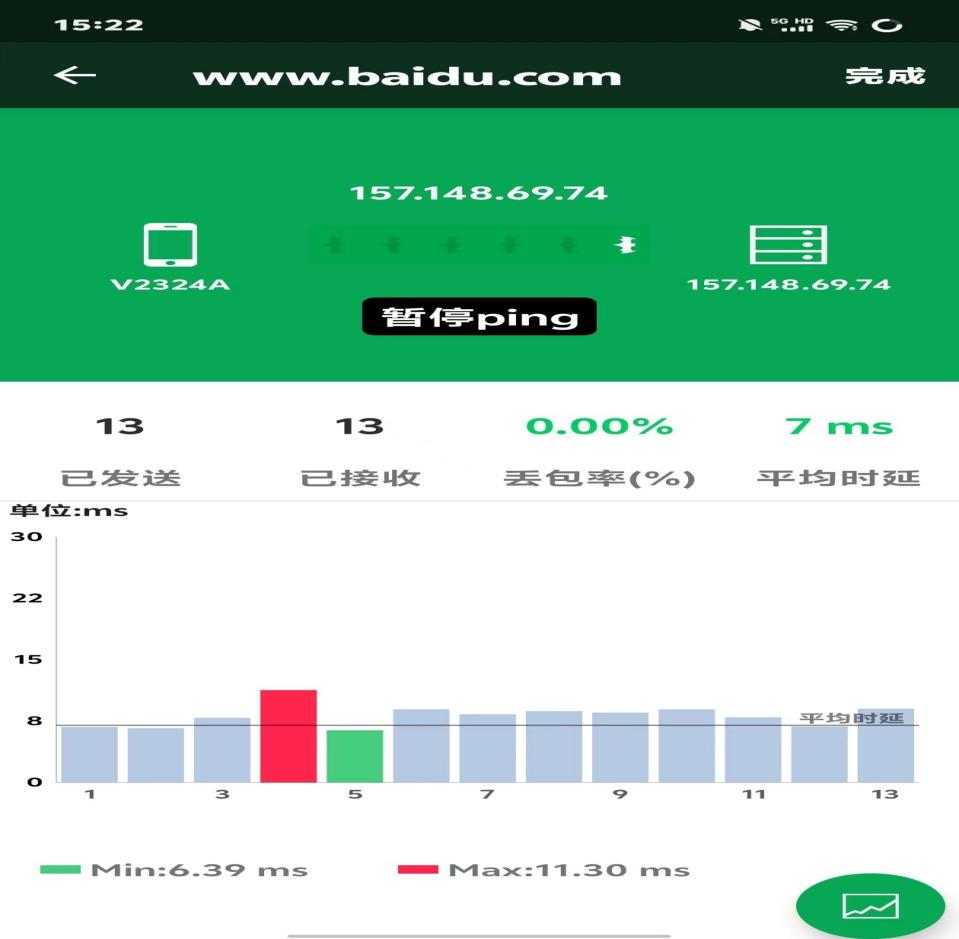 15:22 5G HD
www.baidu.com 完成
157.148.69.74
V2324A 157.148.69.74
暂停ping
13 13 0.00% 7 ms
已发送 已接收 丢包率(%) 平均时延
单位:ms
30
22
15
8 平均时延
0
1 3 5 7 9 11 13
Min:6.39 ms Max:11.30 ms